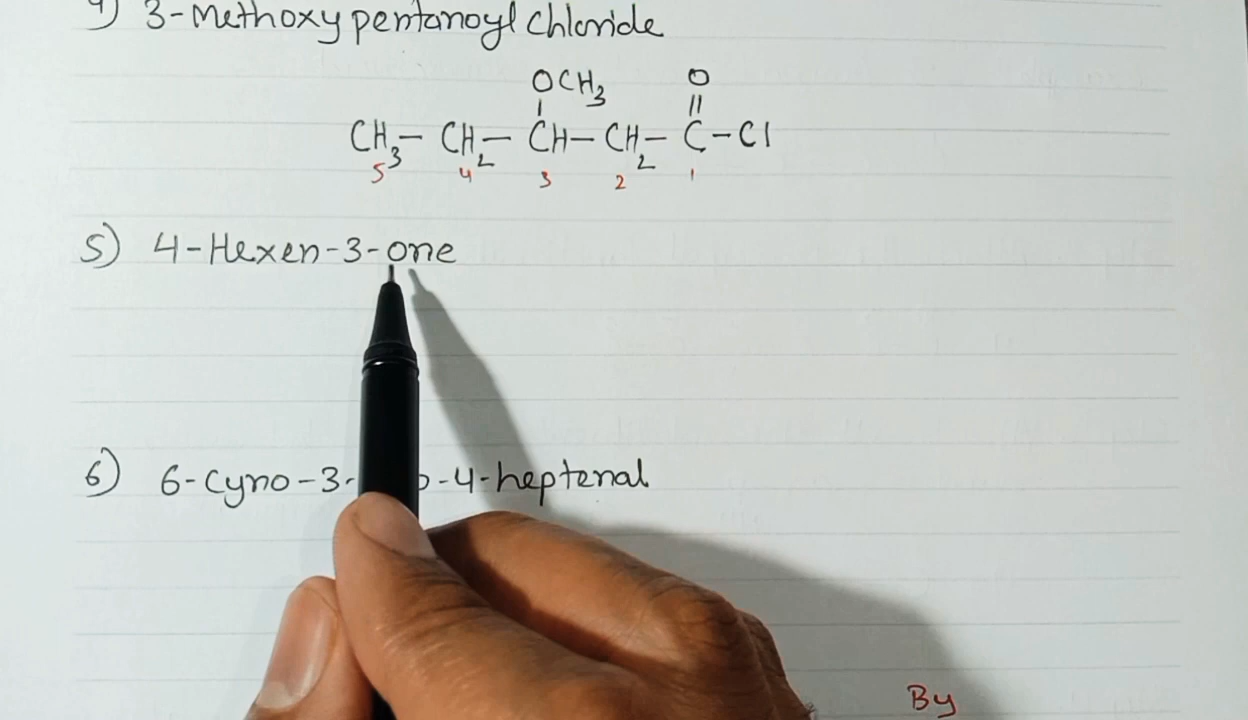 4) 3-Methoxy pentanoyl chloride
OCH3 O
CH3 - CH2 - CH - CH2 - C - Cl
5 4 3 2 1
5) 4-Hexen-3-one
6) 6-Cyno-3- -4-heptenal
By